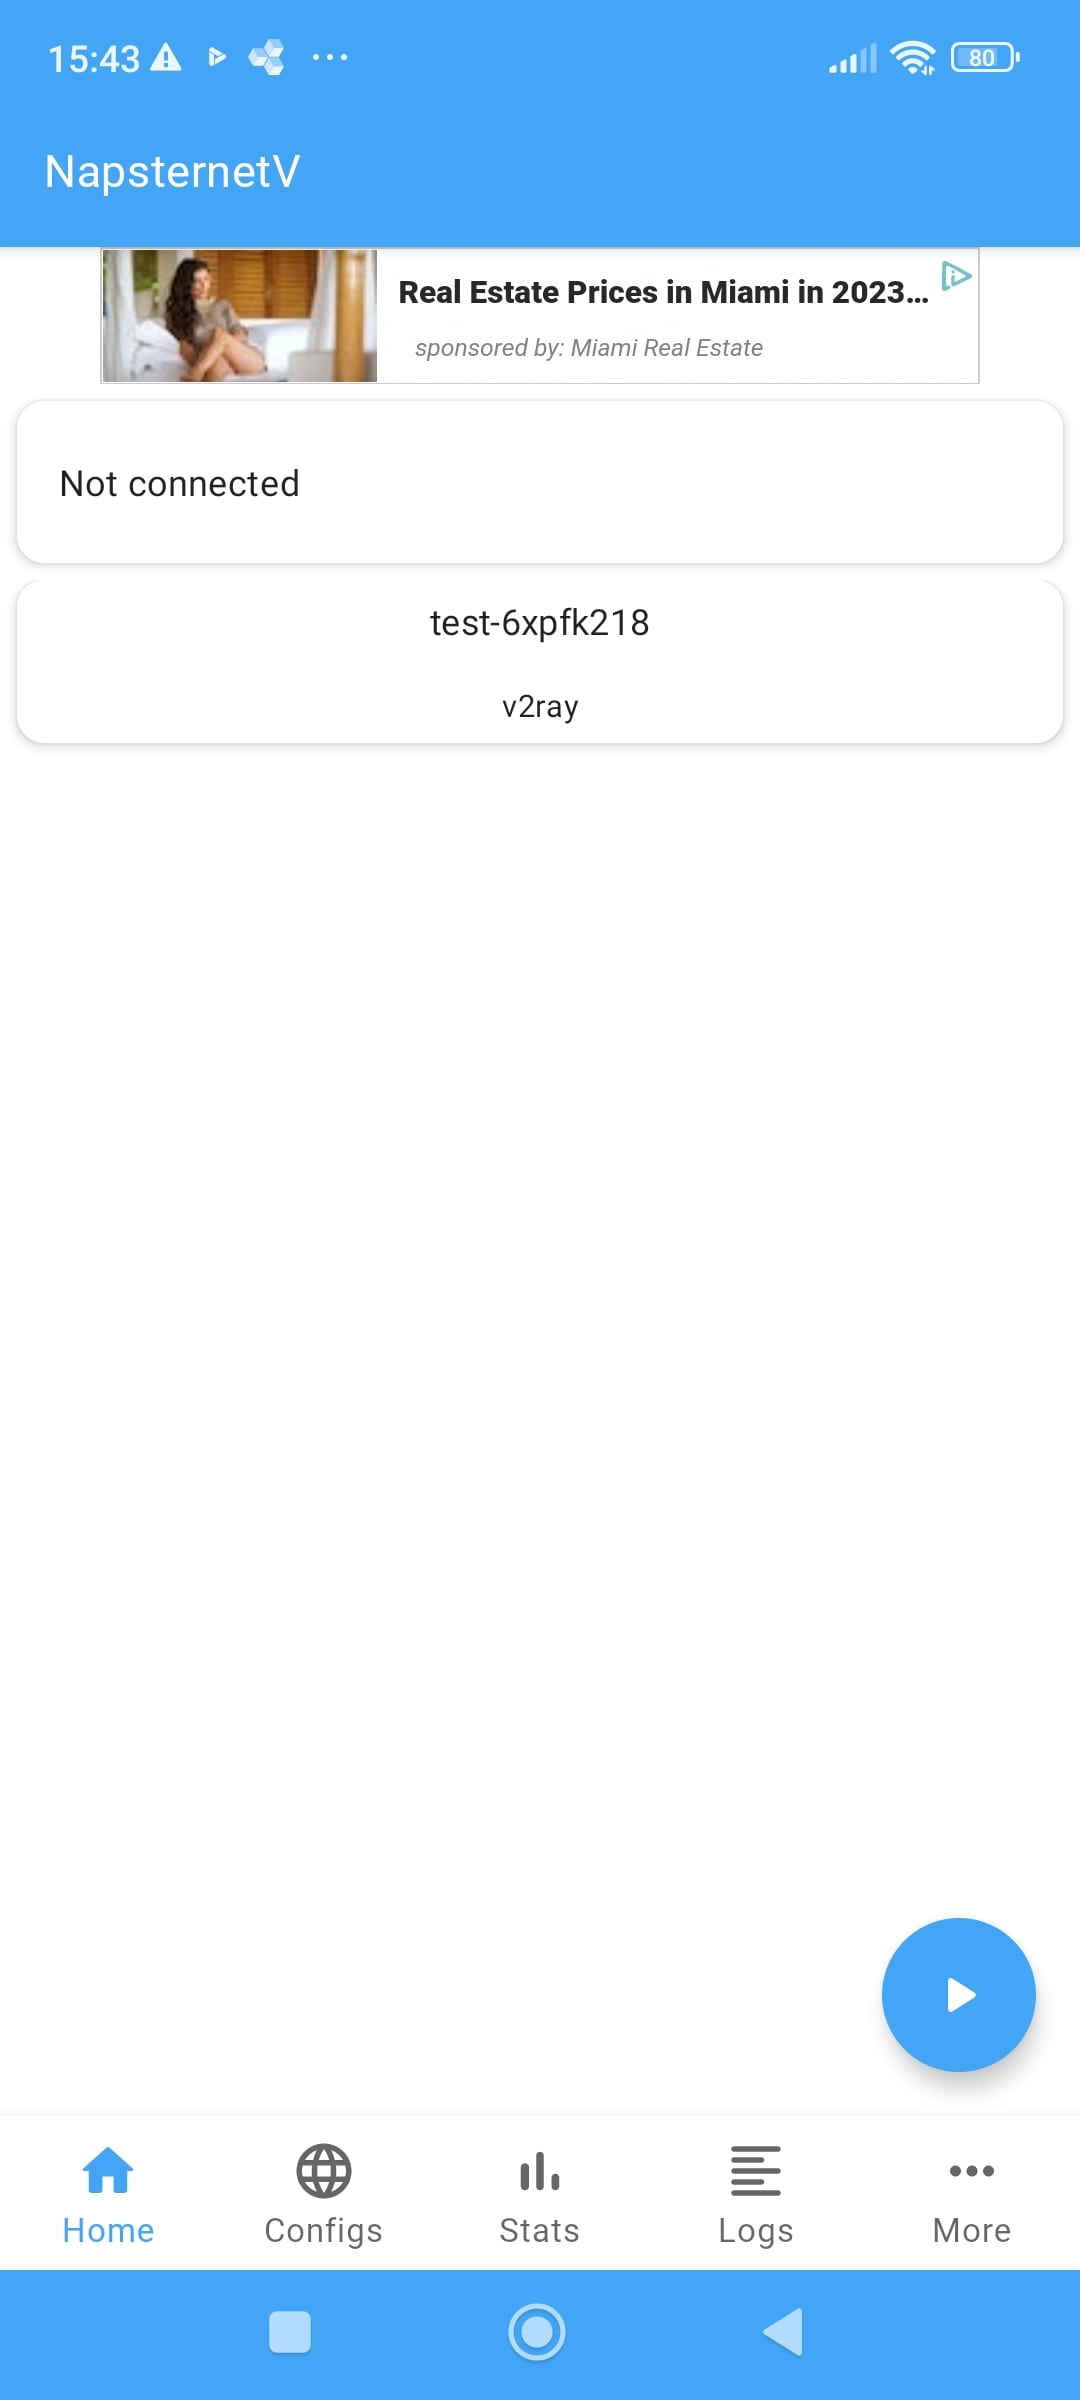 15:43
80
NapsternetV
Real Estate Prices in Miami in 2023...
sponsored by: Miami Real Estate
Not connected
test-6xpfk218
v2ray
Home
Configs
Stats
Logs
More